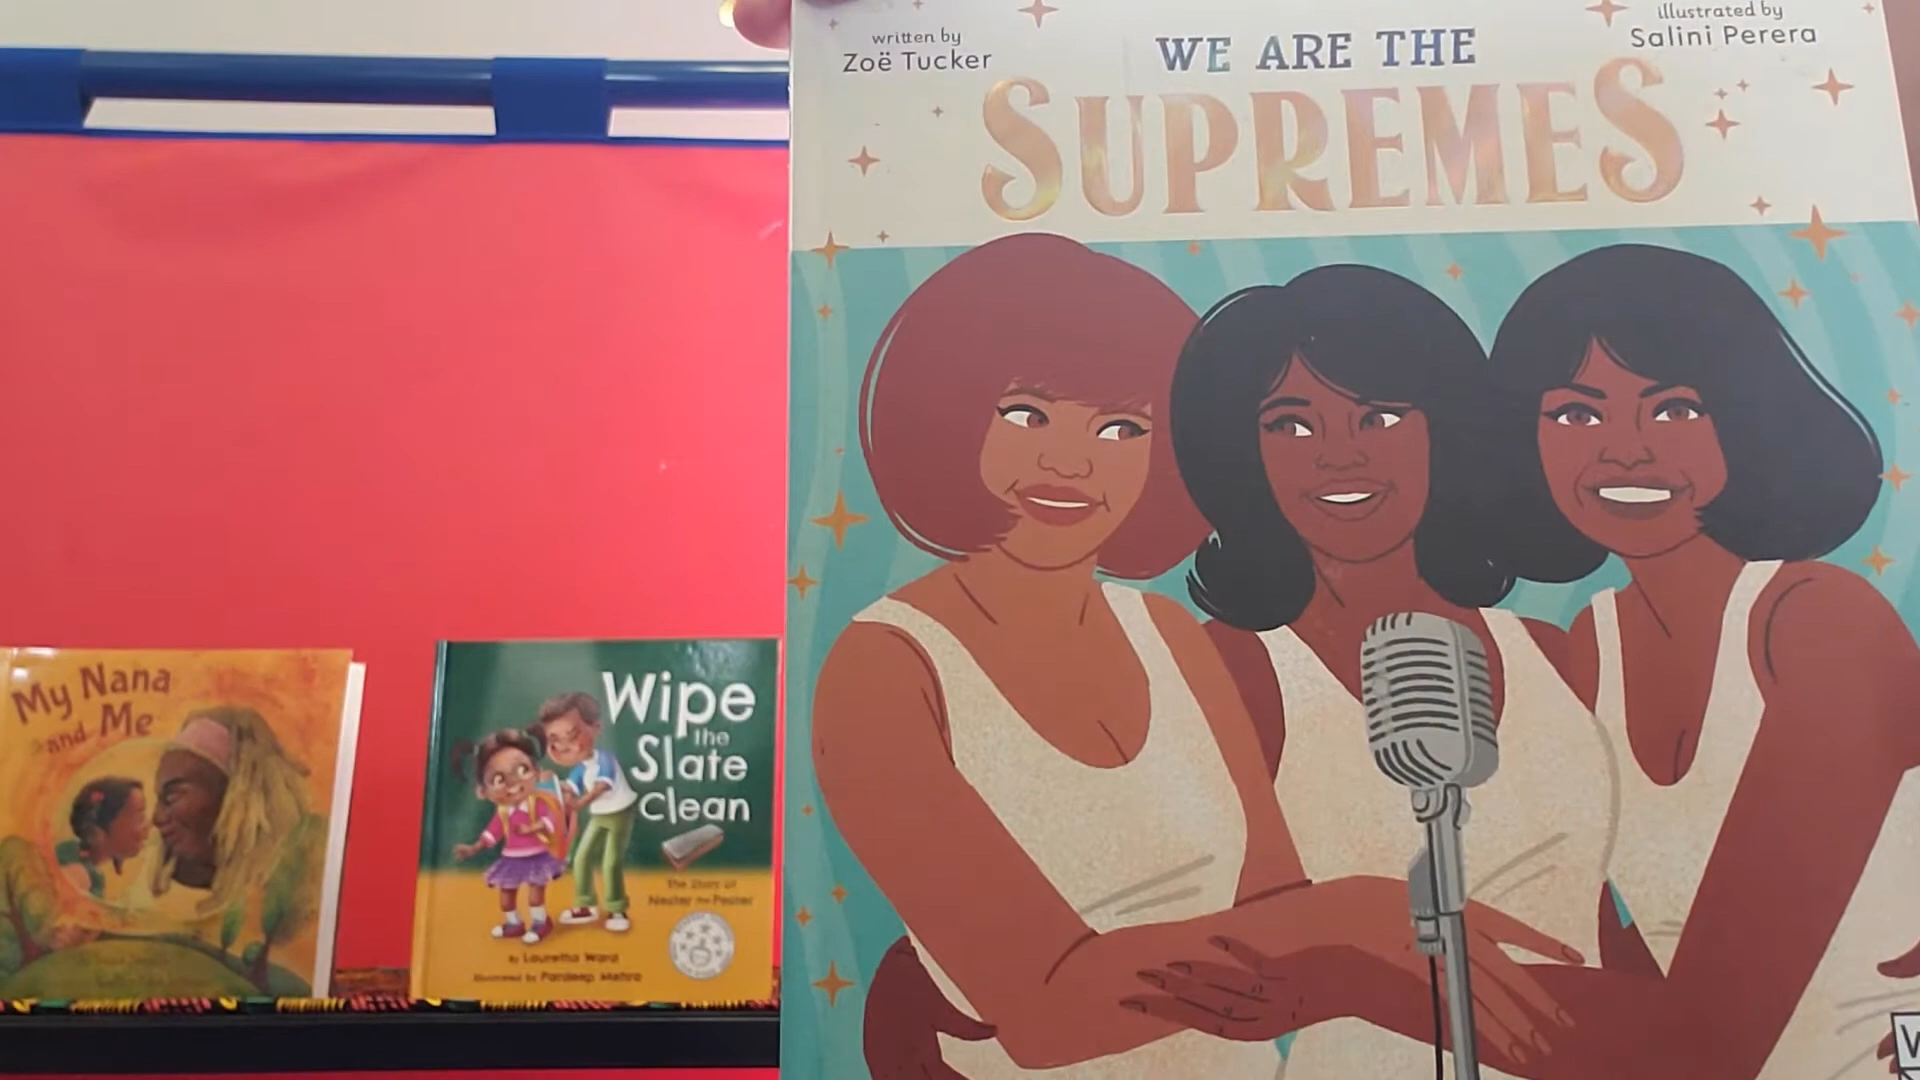 written by
Zoë Tucker
WE ARE THE
SUPREMES
illustrated by
Salini Perera
My Nana
and Me
Wipe
the
Slate
Clean
The Story of
Nester the Pester
By Lauretta Ward
Illustrated by Pardeep Mehra